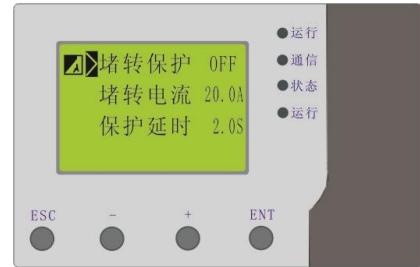 堵转保护 OFF
堵转电流 20.0A
保护延时 2.0S
运行
通信
状态
运行
ESC - + ENT